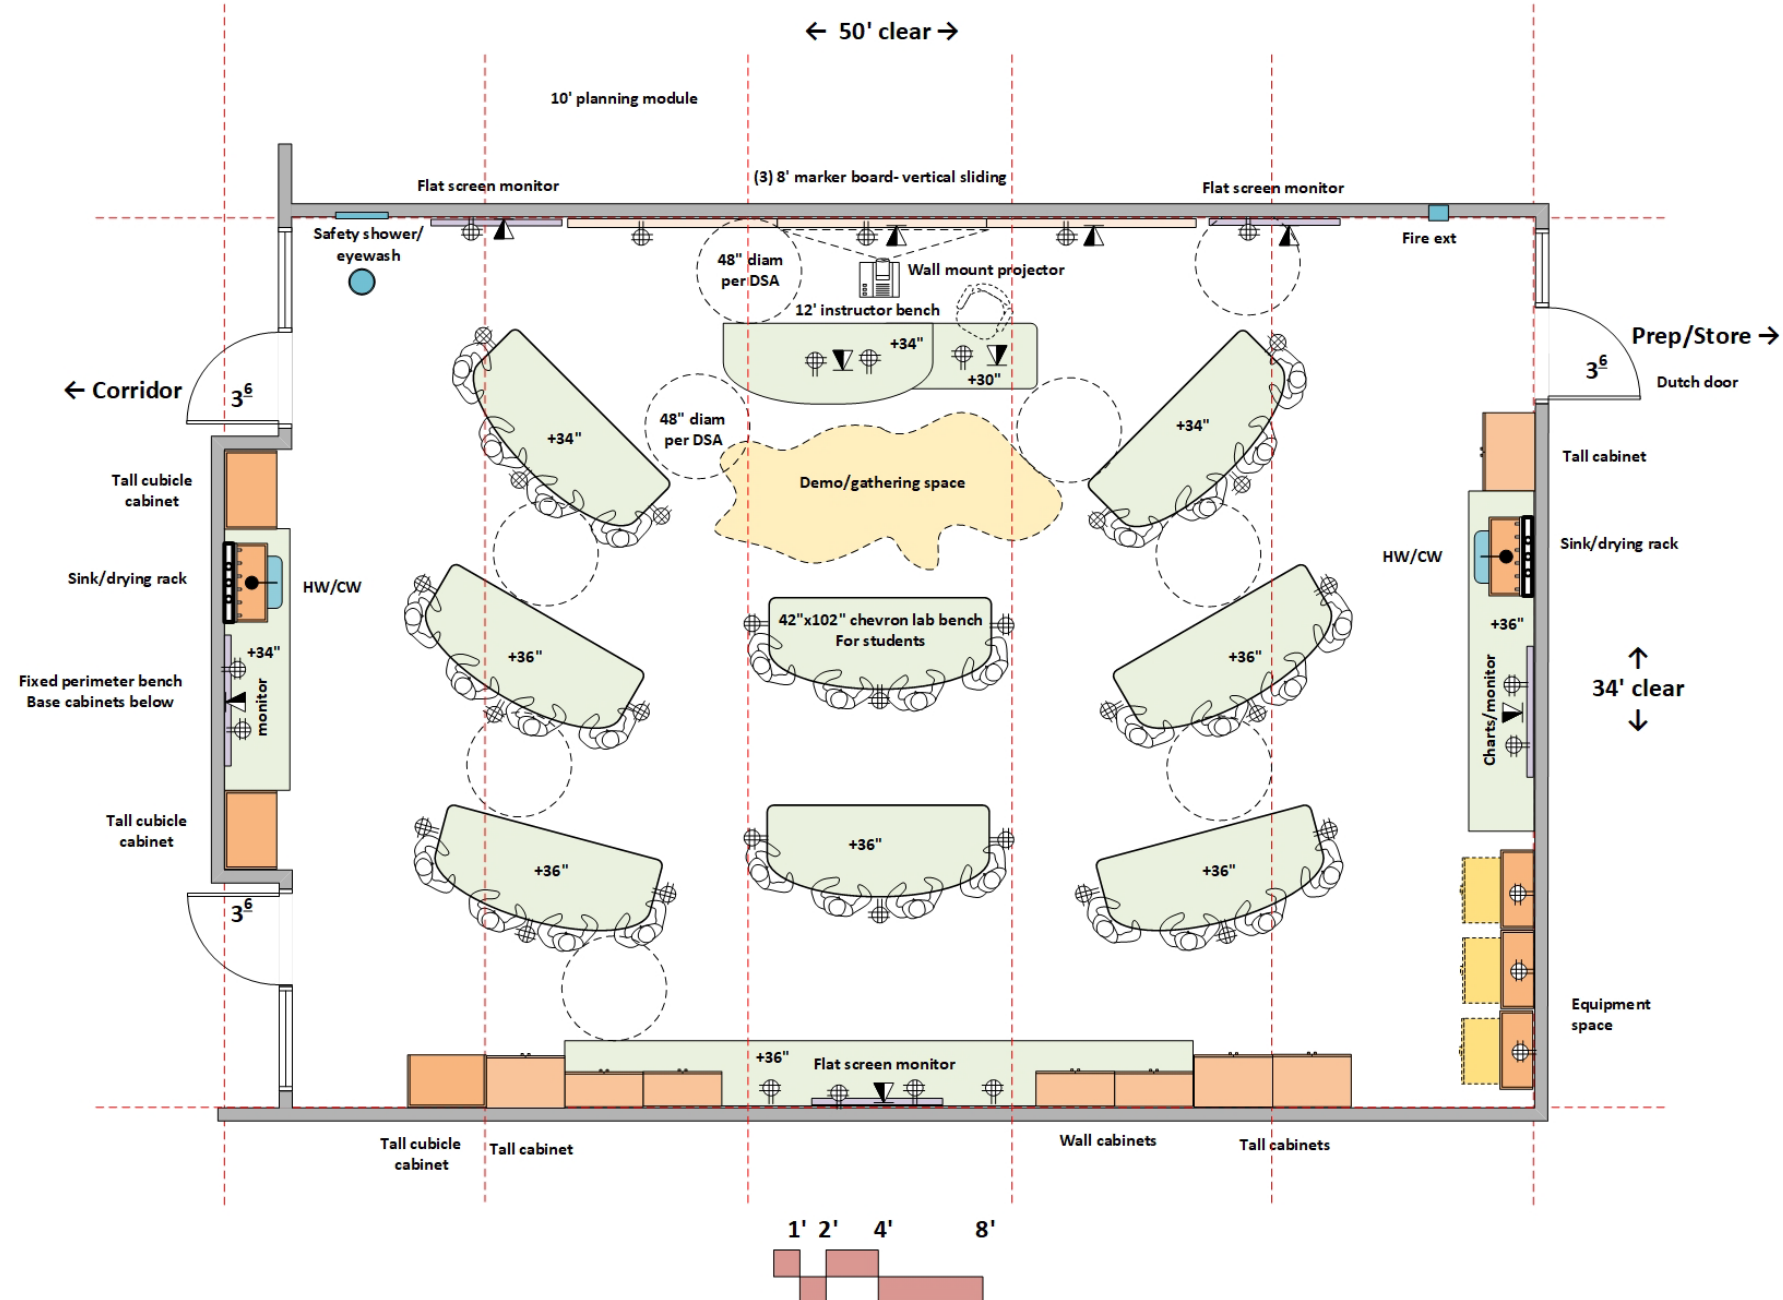 ← 50' clear →
10' planning module
(3) 8' marker board- vertical sliding
Flat screen monitor
Flat screen monitor
Safety shower/
eyewash
Fire ext
48" diam
per DSA
Wall mount projector
12' instructor bench
+34"
+30"
← Corridor
3⁶
Prep/Store →
3⁶
Dutch door
48" diam
per DSA
+34"
+34"
Demo/gathering space
Tall cubicle
cabinet
Tall cabinet
Sink/drying rack
HW/CW
HW/CW
Sink/drying rack
42"x102" chevron lab bench
For students
+34"
+36"
+36"
+36"
Fixed perimeter bench
Base cabinets below
monitor
Charts/monitor
↑
34' clear
↓
Tall cubicle
cabinet
+36"
+36"
+36"
3⁶
Equipment
space
+36"
Flat screen monitor
Tall cubicle
cabinet
Tall cabinet
Wall cabinets
Tall cabinets
1' 2' 4' 8'